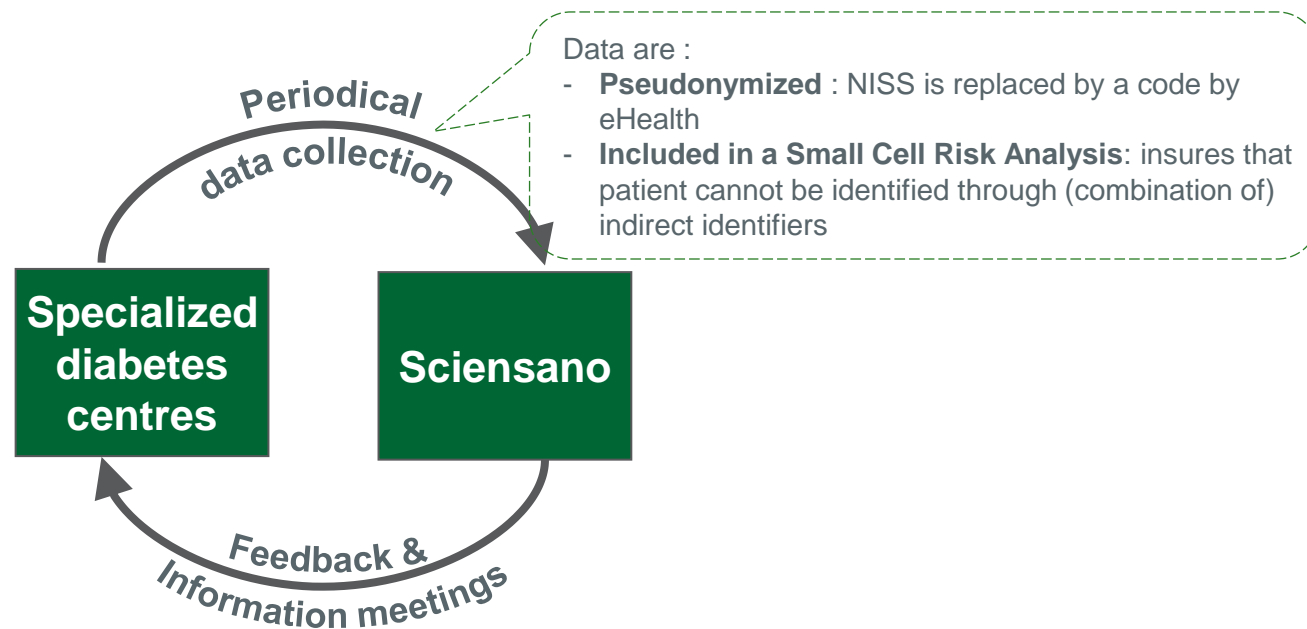 Data are :
- Pseudonymized : NISS is replaced by a code by
eHealth
- Included in a Small Cell Risk Analysis: insures that
patient cannot be identified through (combination of)
indirect identifiers
Periodical
data collection
Specialized
diabetes
centres
Sciensano
Feedback &
Information meetings